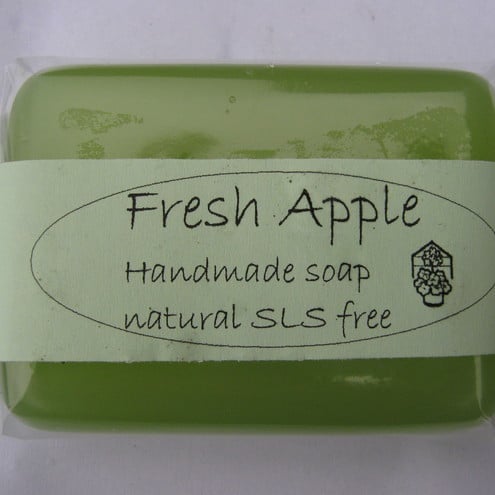 Fresh Apple
Handmade soap
natural SLS free